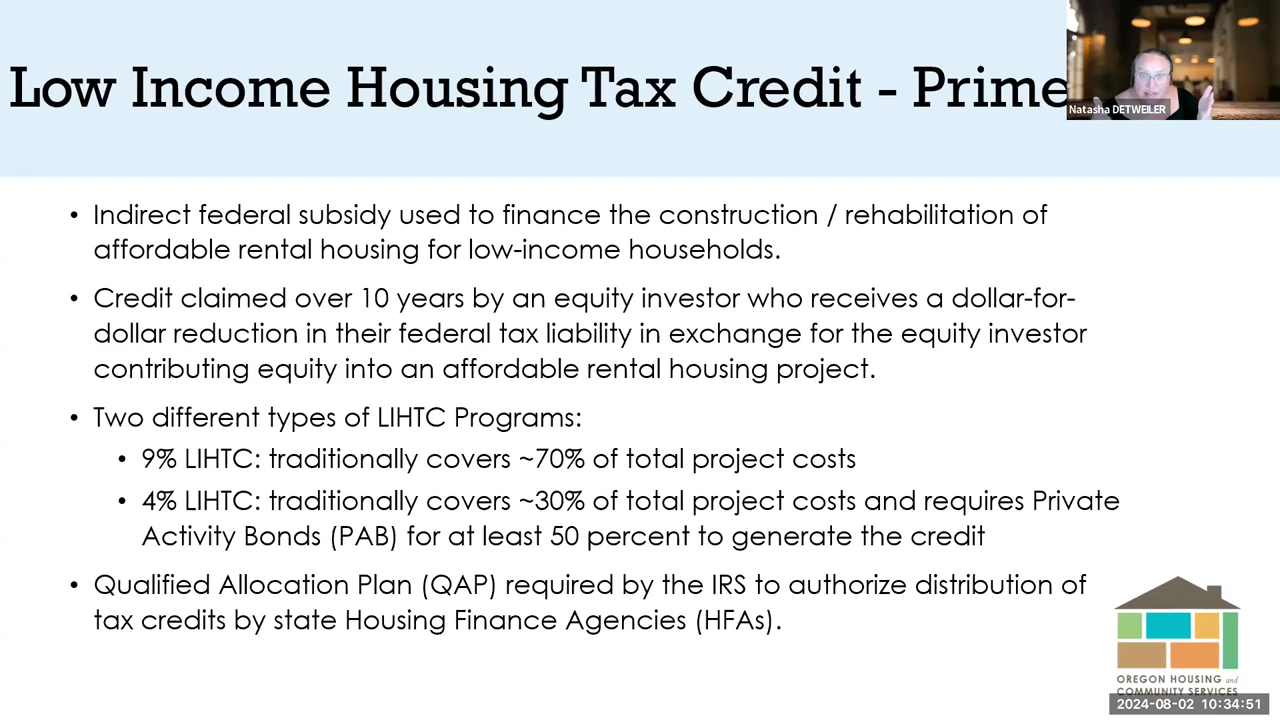 Low Income Housing Tax Credit - Prime
Natasha DETWEILER
• Indirect federal subsidy used to finance the construction / rehabilitation of
affordable rental housing for low-income households.
• Credit claimed over 10 years by an equity investor who receives a dollar-for-
dollar reduction in their federal tax liability in exchange for the equity investor
contributing equity into an affordable rental housing project.
• Two different types of LIHTC Programs:
• 9% LIHTC: traditionally covers ~70% of total project costs
• 4% LIHTC: traditionally covers ~30% of total project costs and requires Private
Activity Bonds (PAB) for at least 50 percent to generate the credit
• Qualified Allocation Plan (QAP) required by the IRS to authorize distribution of
tax credits by state Housing Finance Agencies (HFAs).
OREGON HOUSING and
COMMUNITY SERVICES
2024-08-02 10:34:51